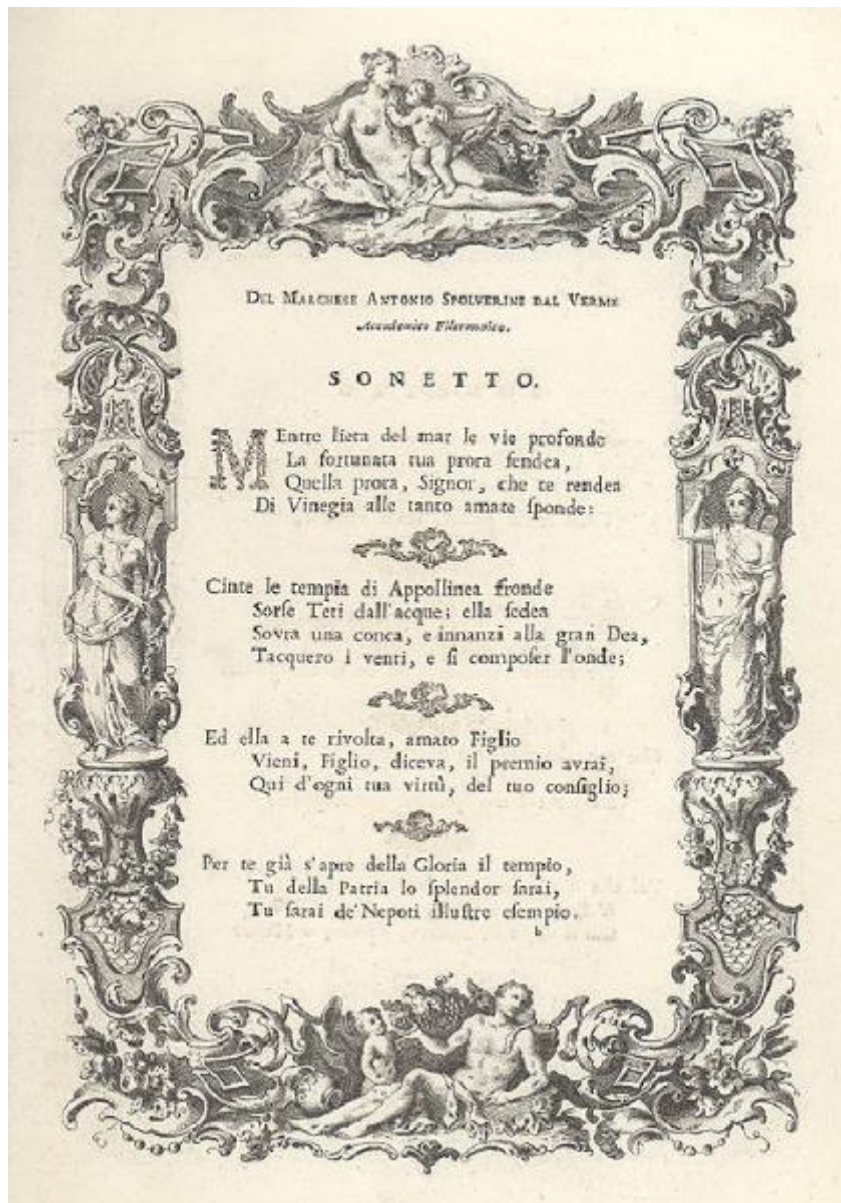 DEL MARCHESE ANTONIO SPOLVERINI DAL VERME
Accademico Filarmonico.
SONETTO.
MEntre lieta del mar le vie profonde
La fortunata tua prora fendea,
Quella prora, Signor, che te rendea
Di Vinegia alle tanto amate ſponde:
Cinte le tempia di Appollinea fronde
Sorſe Teti dall'acque; ella ſedea
Sovra una conca, e innanzi alla gran Dea,
Tacquero i venti, e ſi compoſer l'onde;
Ed ella a te rivolta, amato Figlio
Vieni, Figlio, diceva, il premio avrai,
Qui d'ogni tua virtù, del tuo conſiglio;
Per te già s'apre della Gloria il tempio,
Tu della Patria lo ſplendor ſarai,
Tu ſarai de' Nepoti illuſtre eſempio.
b